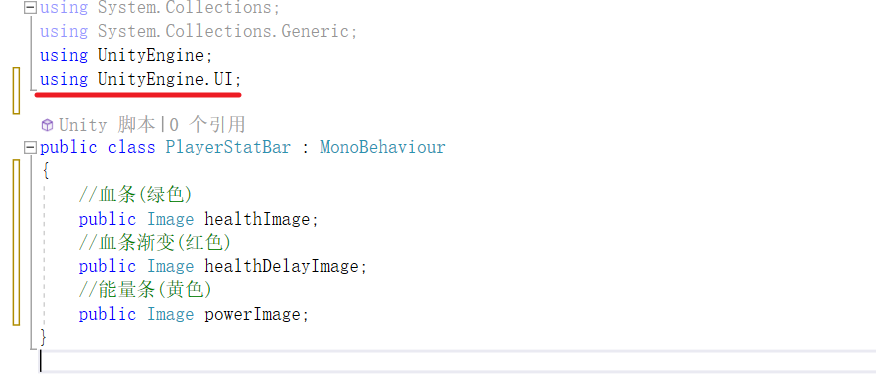 using System.Collections;
using System.Collections.Generic;
using UnityEngine;
using UnityEngine.UI;
Unity 脚本|0 个引用
public class PlayerStatBar : MonoBehaviour
{
//血条(绿色)
public Image healthImage;
//血条渐变(红色)
public Image healthDelayImage;
//能量条(黄色)
public Image powerImage;
}